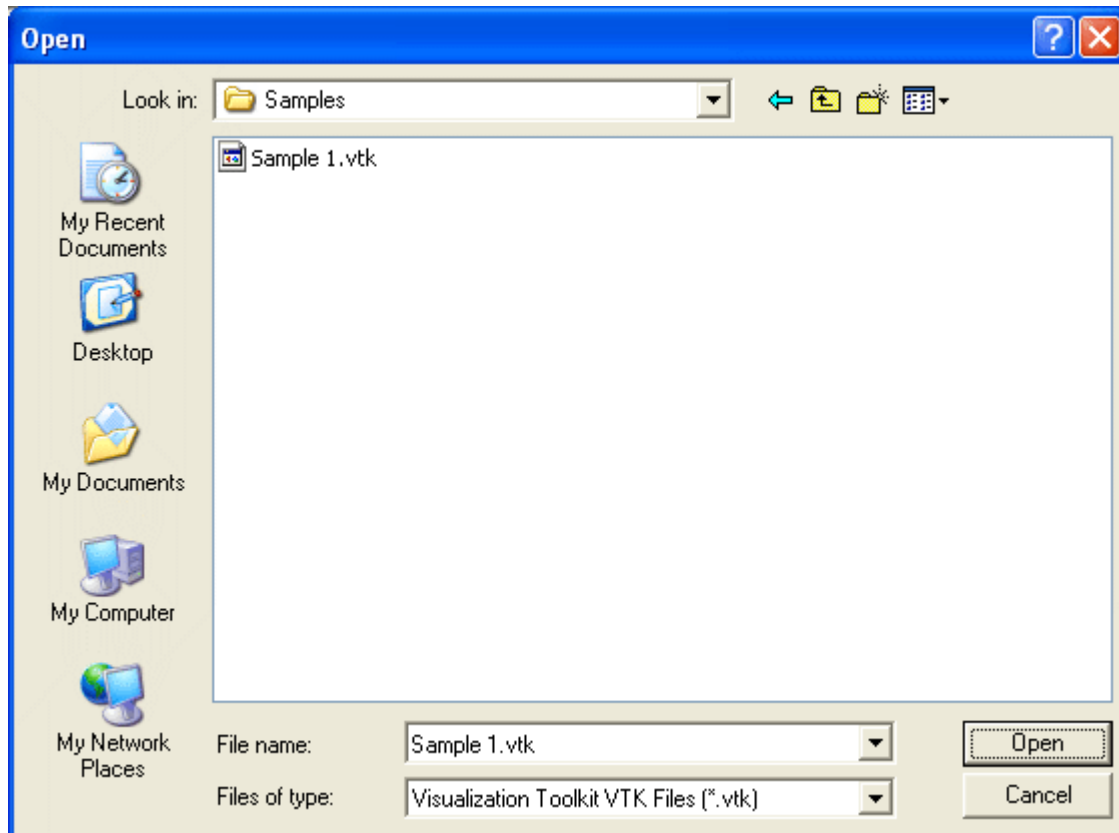 Open
Look in:
Samples
Sample 1.vtk
My Recent
Documents
Desktop
My Documents
My Computer
My Network
Places
File name:
Sample 1.vtk
Open
Files of type:
Visualization Toolkit VTK Files (*.vtk)
Cancel